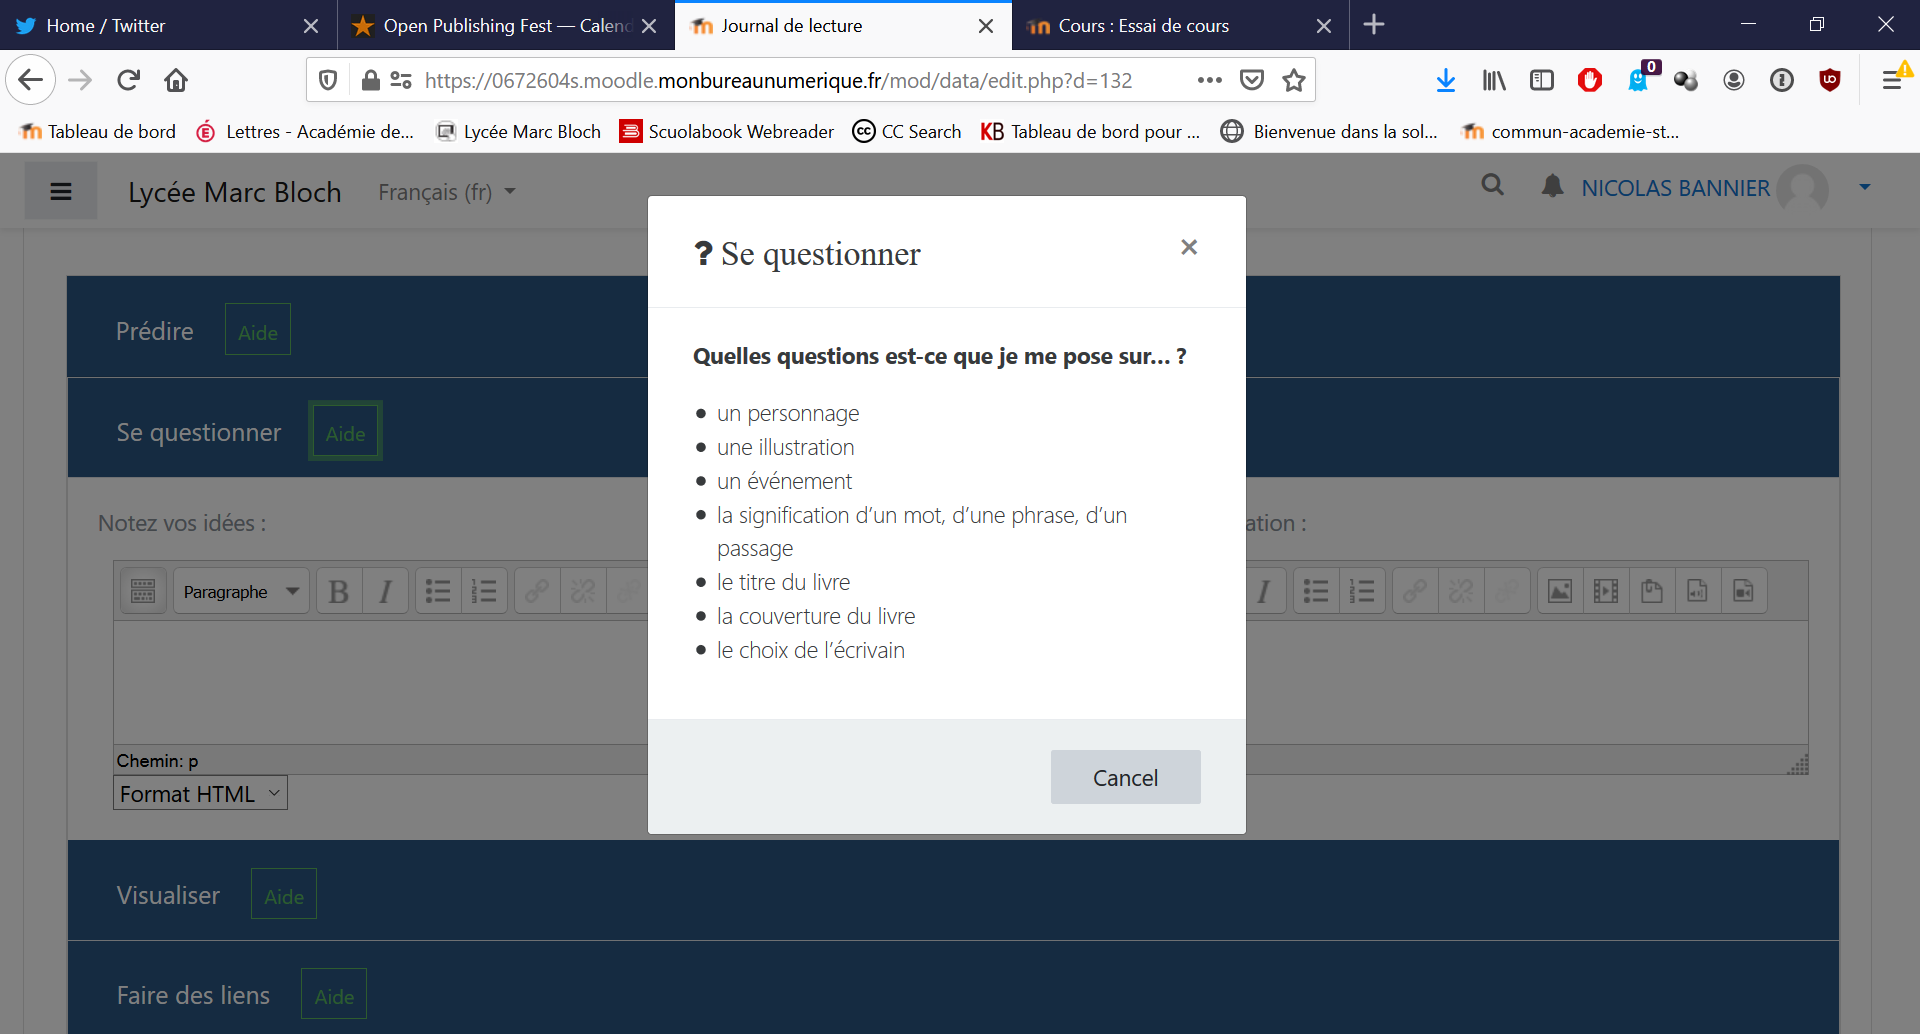 Home / Twitter
Open Publishing Fest — Calend
Journal de lecture
Cours : Essai de cours
https://0672604s.moodle.monbureaunumerique.fr/mod/data/edit.php?d=132
0
Tableau de bord
Lettres - Académie de...
Lycée Marc Bloch
Scuolabook Webreader
CC Search
KB Tableau de bord pour ...
Bienvenue dans la sol...
commun-academie-st...
Lycée Marc Bloch
Français (fr)
NICOLAS BANNIER
? Se questionner
Quelles questions est-ce que je me pose sur… ?
un personnage
une illustration
un événement
la signification d’un mot, d’une phrase, d’un
passage
le titre du livre
la couverture du livre
le choix de l’écrivain
Cancel
Prédire
Aide
Se questionner
Aide
Notez vos idées :
ation :
Paragraphe
B
I
I
Chemin: p
Format HTML
Visualiser
Aide
Faire des liens
Aide